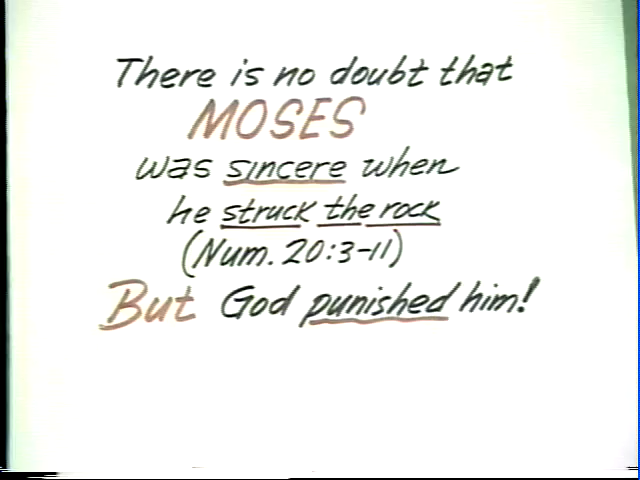 There is no doubt that
MOSES
was sincere when
he struck the rock
(Num. 20:3-11)
But God punished him!